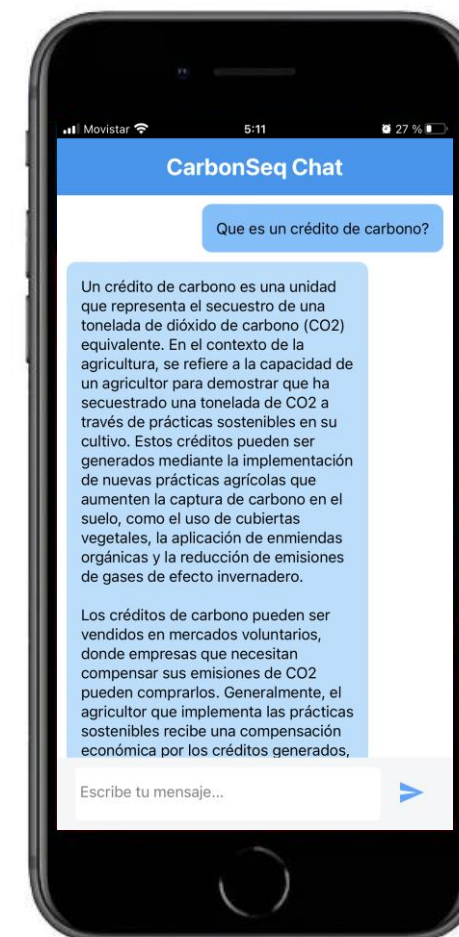 Movistar 5:11 27 %
CarbonSeq Chat
Que es un crédito de carbono?
Un crédito de carbono es una unidad
que representa el secuestro de una
tonelada de dióxido de carbono (CO2)
equivalente. En el contexto de la
agricultura, se refiere a la capacidad de
un agricultor para demostrar que ha
secuestrado una tonelada de CO2 a
través de prácticas sostenibles en su
cultivo. Estos créditos pueden ser
generados mediante la implementación
de nuevas prácticas agrícolas que
aumenten la captura de carbono en el
suelo, como el uso de cubiertas
vegetales, la aplicación de enmiendas
orgánicas y la reducción de emisiones
de gases de efecto invernadero.
Los créditos de carbono pueden ser
vendidos en mercados voluntarios,
donde empresas que necesitan
compensar sus emisiones de CO2
pueden comprarlos. Generalmente, el
agricultor que implementa las prácticas
sostenibles recibe una compensación
económica por los créditos generados,
Escribe tu mensaje...